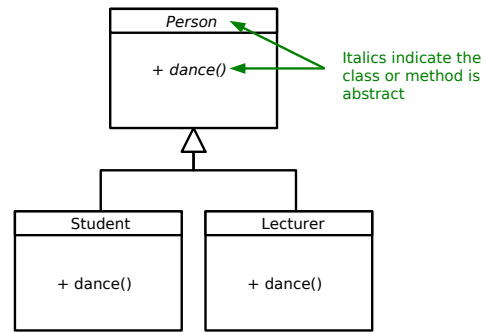 Person
+ dance()
Italics indicate the
class or method is
abstract
Student
Lecturer
+ dance()
+ dance()